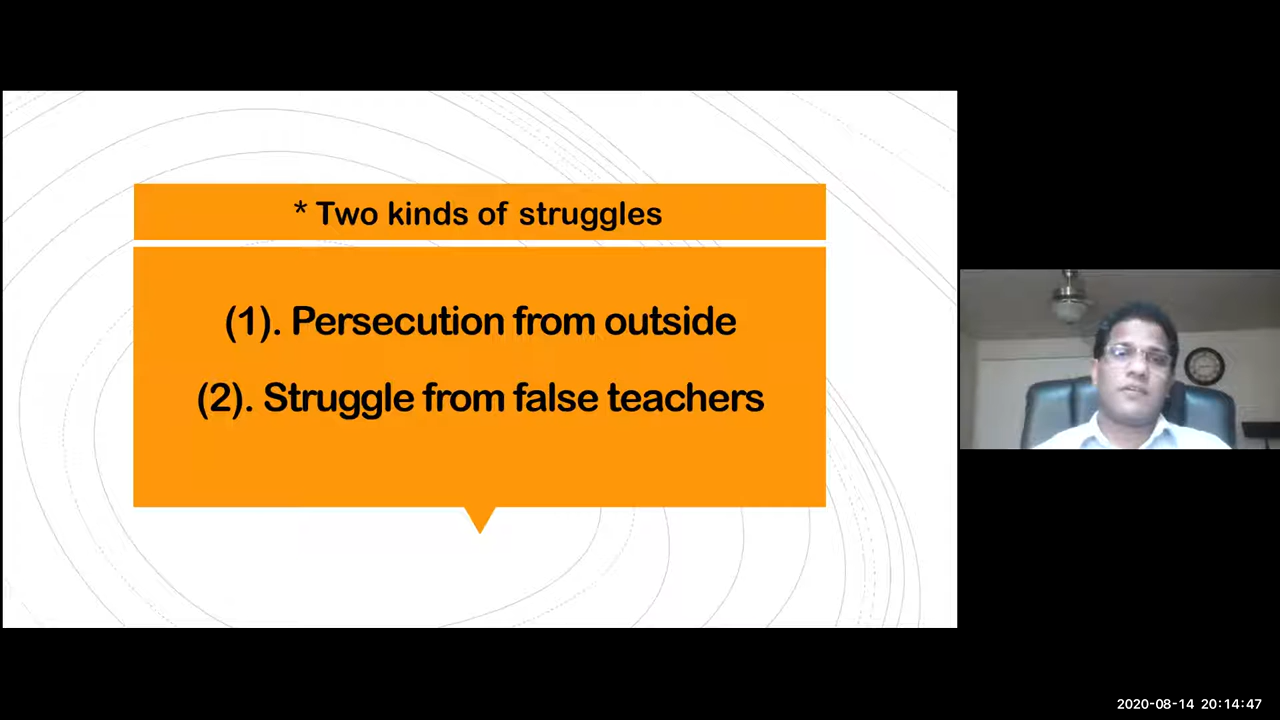 * Two kinds of struggles
(1). Persecution from outside
(2). Struggle from false teachers
2020-08-14 20:14:47